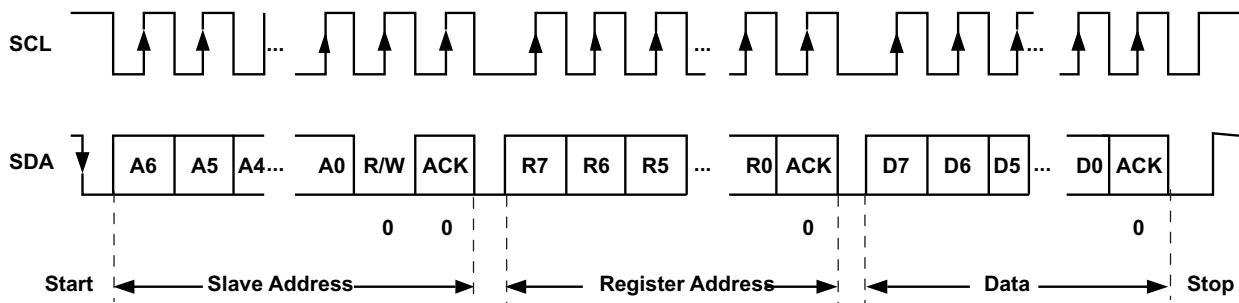 SCL ... ... ...
SDA A6 A5 A4... A0 R/W ACK R7 R6 R5 ... R0 ACK D7 D6 D5 ... D0 ACK
0 0 0 0
Start Slave Address Register Address Data Stop